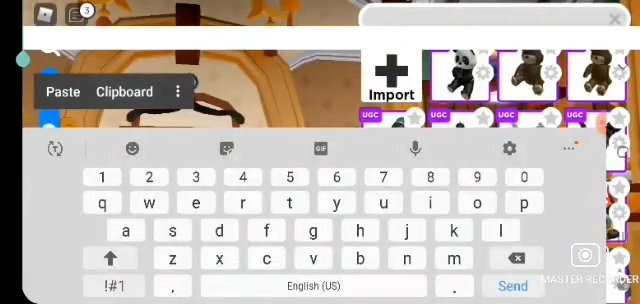 3
Paste Clipboard
Import
UGC UGC UGC UGC
GIF
1 2 3 4 5 6 7 8 9 0
q w e r t y u i o p
a s d f g h j k l
z x c v b n m
!#1 , English (US) . Send
MASTER RECORDER